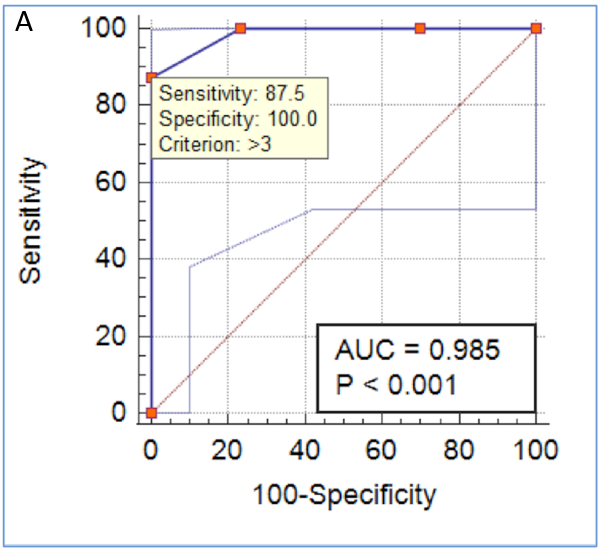 A
100
80
60
40
20
0
Sensitivity
Sensitivity: 87.5
Specificity: 100.0
Criterion: >3
AUC = 0.985
P < 0.001
0 20 40 60 80 100
100-Specificity